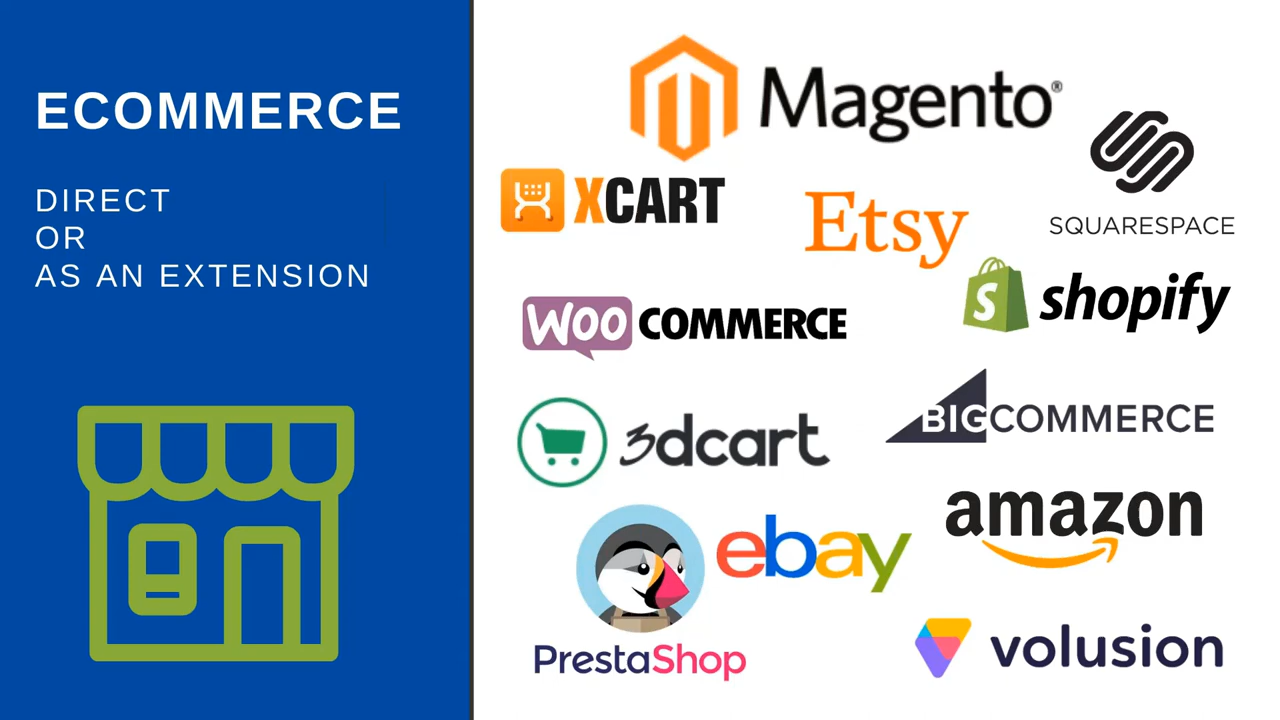 ECOMMERCE
DIRECT
OR
AS AN EXTENSION
Magento®
SQUARESPACE
XCART
Etsy
S shopify
WOO COMMERCE
BIGCOMMERCE
3dcart
amazon
ebay
PrestaShop
volusion